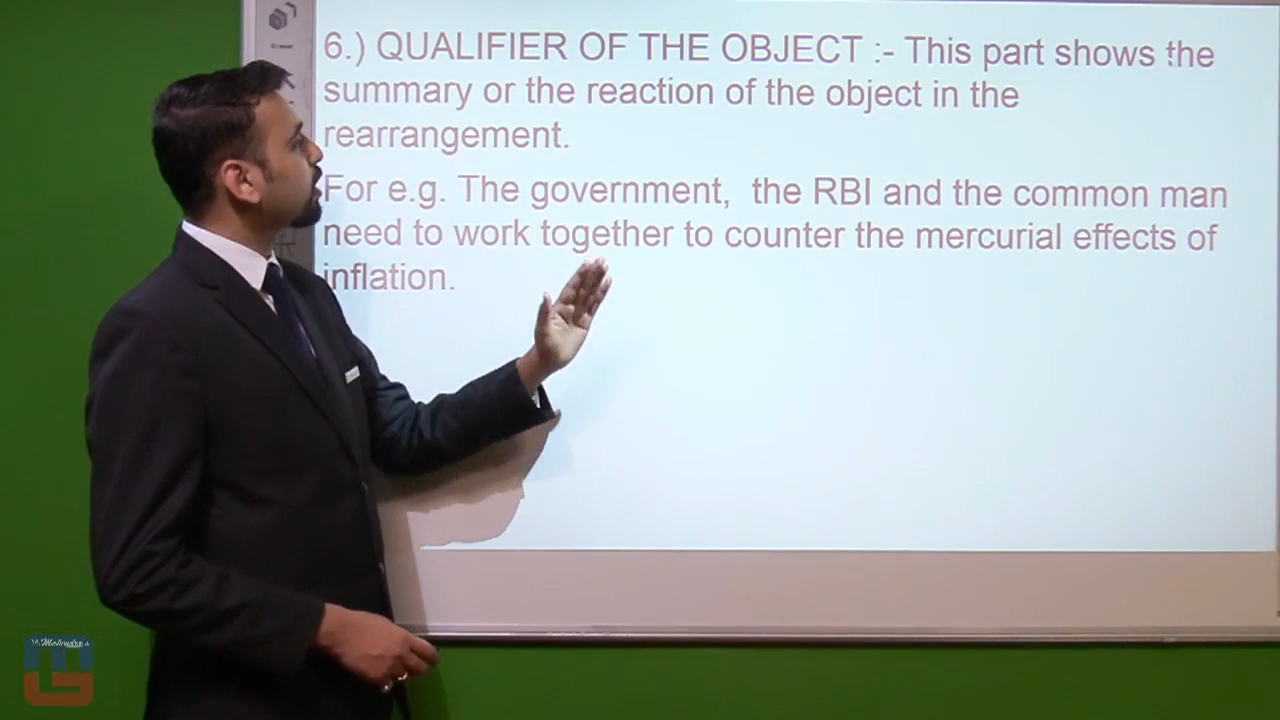 Eraser
6.) QUALIFIER OF THE OBJECT :- This part shows the
summary or the reaction of the object in the
rearrangement.
For e.g. The government, the RBI and the common man
need to work together to counter the mercurial effects of
inflation.
Mahendra's